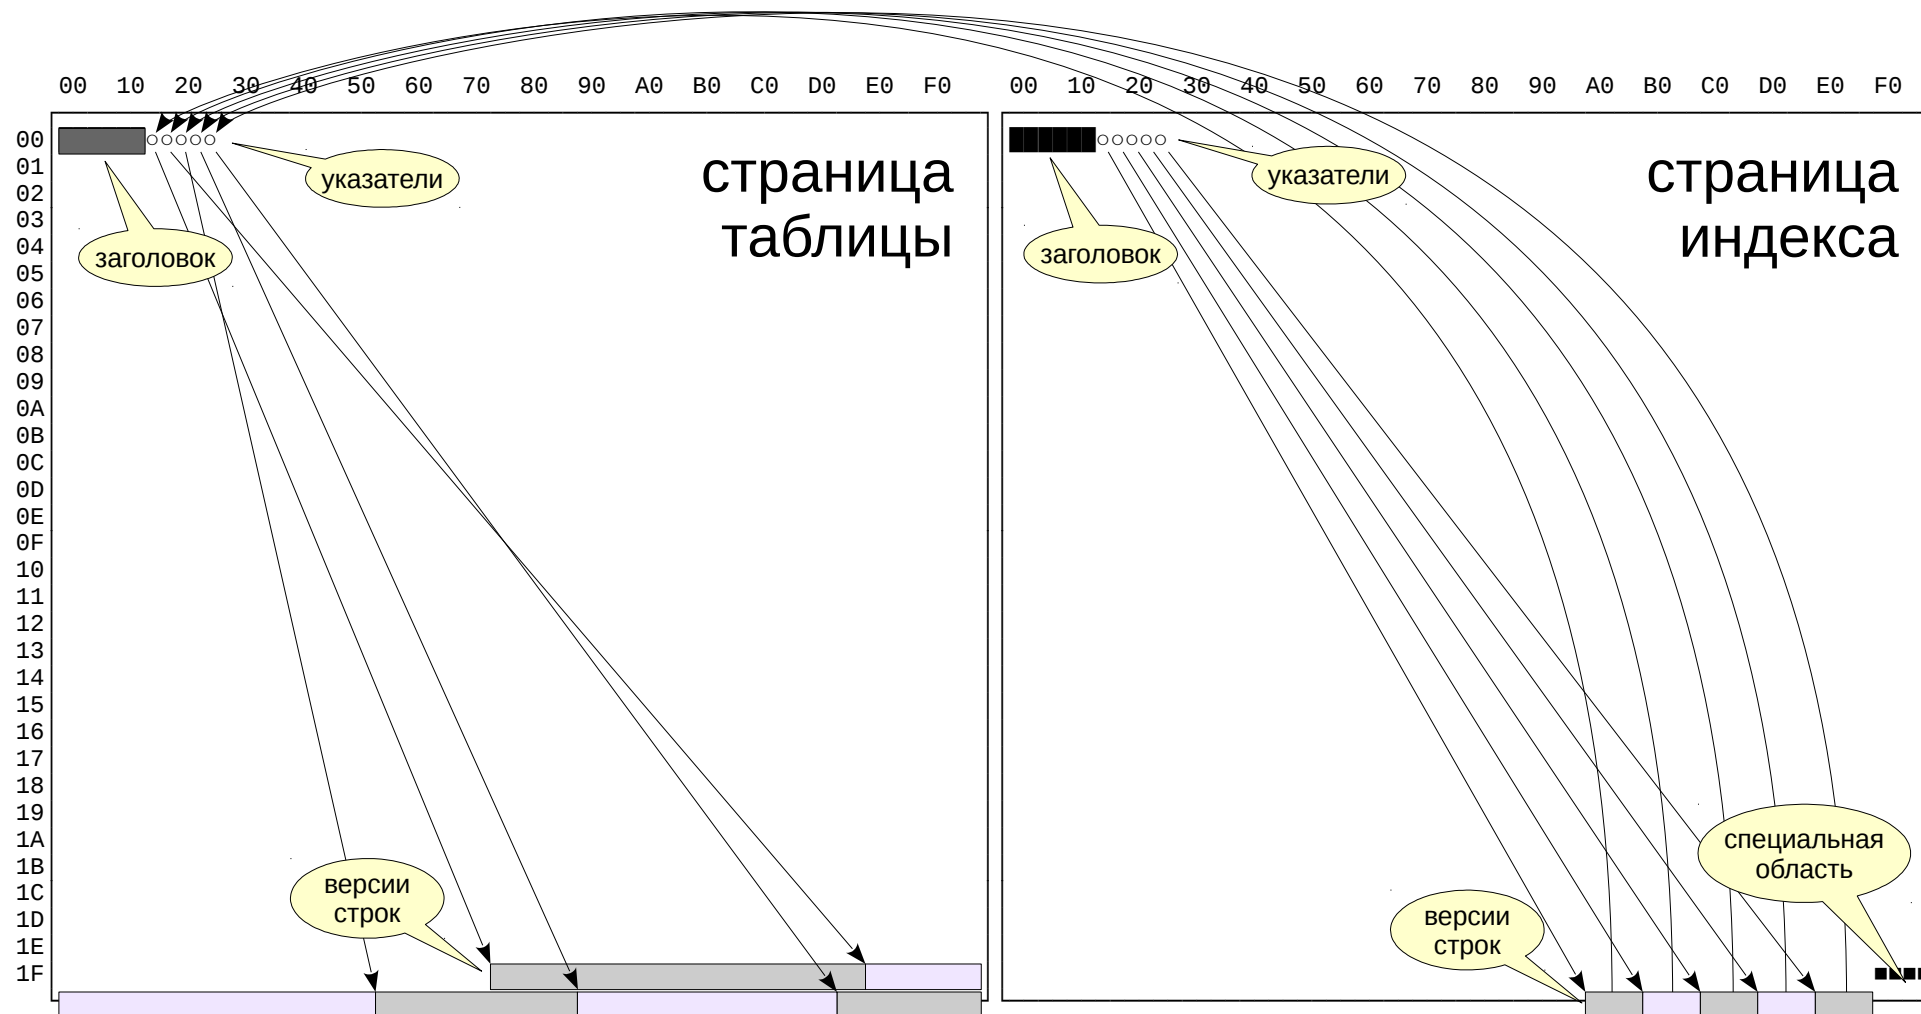 00 10 20 30 40 50 60 70 80 90 A0 B0 C0 D0 E0 F0
00 10 20 30 40 50 60 70 80 90 A0 B0 C0 D0 E0 F0
00
01
02
03
04
05
06
07
08
09
0A
0B
0C
0D
0E
0F
10
11
12
13
14
15
16
17
18
19
1A
1B
1C
1D
1E
1F
страница
таблицы
указатели
заголовок
версии
строк
страница
индекса
указатели
заголовок
специальная
область
версии
строк